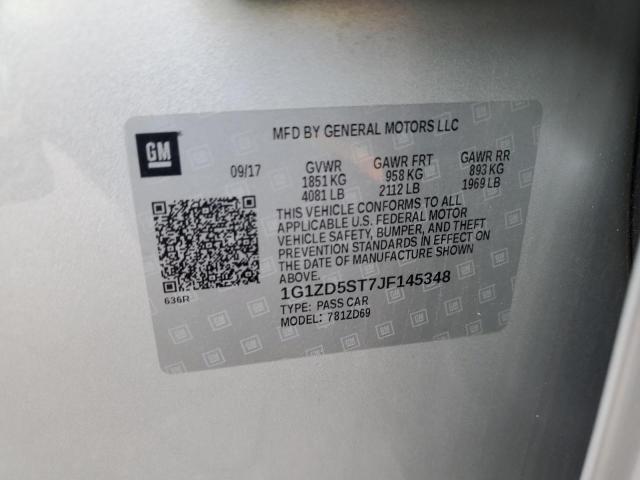 MFD BY GENERAL MOTORS LLC
GM
09/17 GVWR GAWR FRT GAWR RR
1851 KG 958 KG 893 KG
4081 LB 2112 LB 1969 LB
THIS VEHICLE CONFORMS TO ALL
APPLICABLE U.S. FEDERAL MOTOR
VEHICLE SAFETY, BUMPER, AND THEFT
PREVENTION STANDARDS IN EFFECT ON
THE DATE OF MANUFACTURE SHOWN
ABOVE.
636R
1G1ZD5ST7JF145348
TYPE: PASS CAR
MODEL: 781ZD69